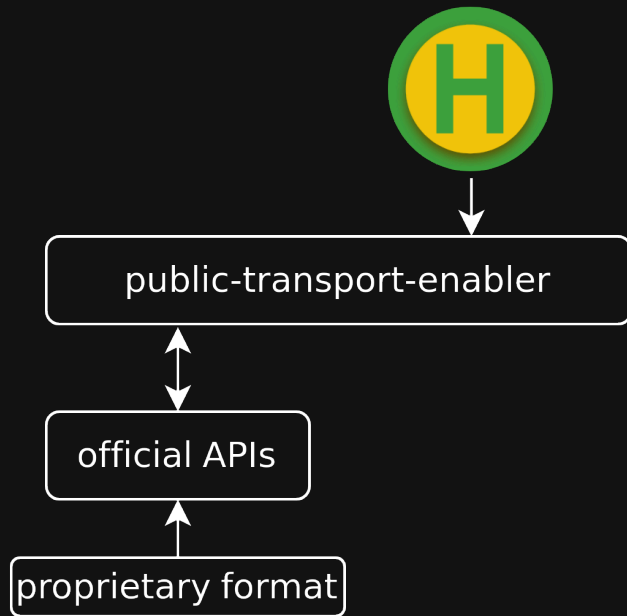 H
public-transport-enabler
official APIs
proprietary format